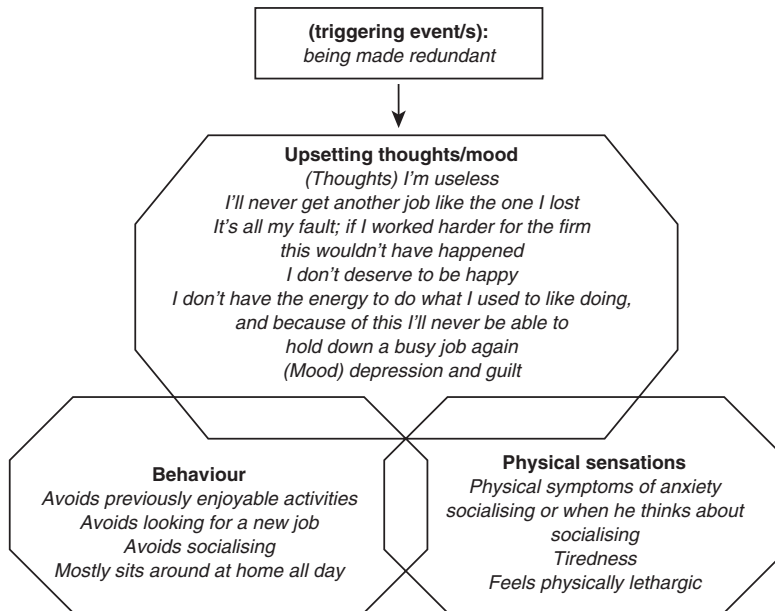 (triggering event/s):
being made redundant
Upsetting thoughts/mood
(Thoughts) I'm useless
I'll never get another job like the one I lost
It's all my fault; if I worked harder for the firm
this wouldn't have happened
I don't deserve to be happy
I don't have the energy to do what I used to like doing,
and because of this I'll never be able to
hold down a busy job again
(Mood) depression and guilt
Behaviour
Avoids previously enjoyable activities
Avoids looking for a new job
Avoids socialising
Mostly sits around at home all day
Physical sensations
Physical symptoms of anxiety
socialising or when he thinks about
socialising
Tiredness
Feels physically lethargic